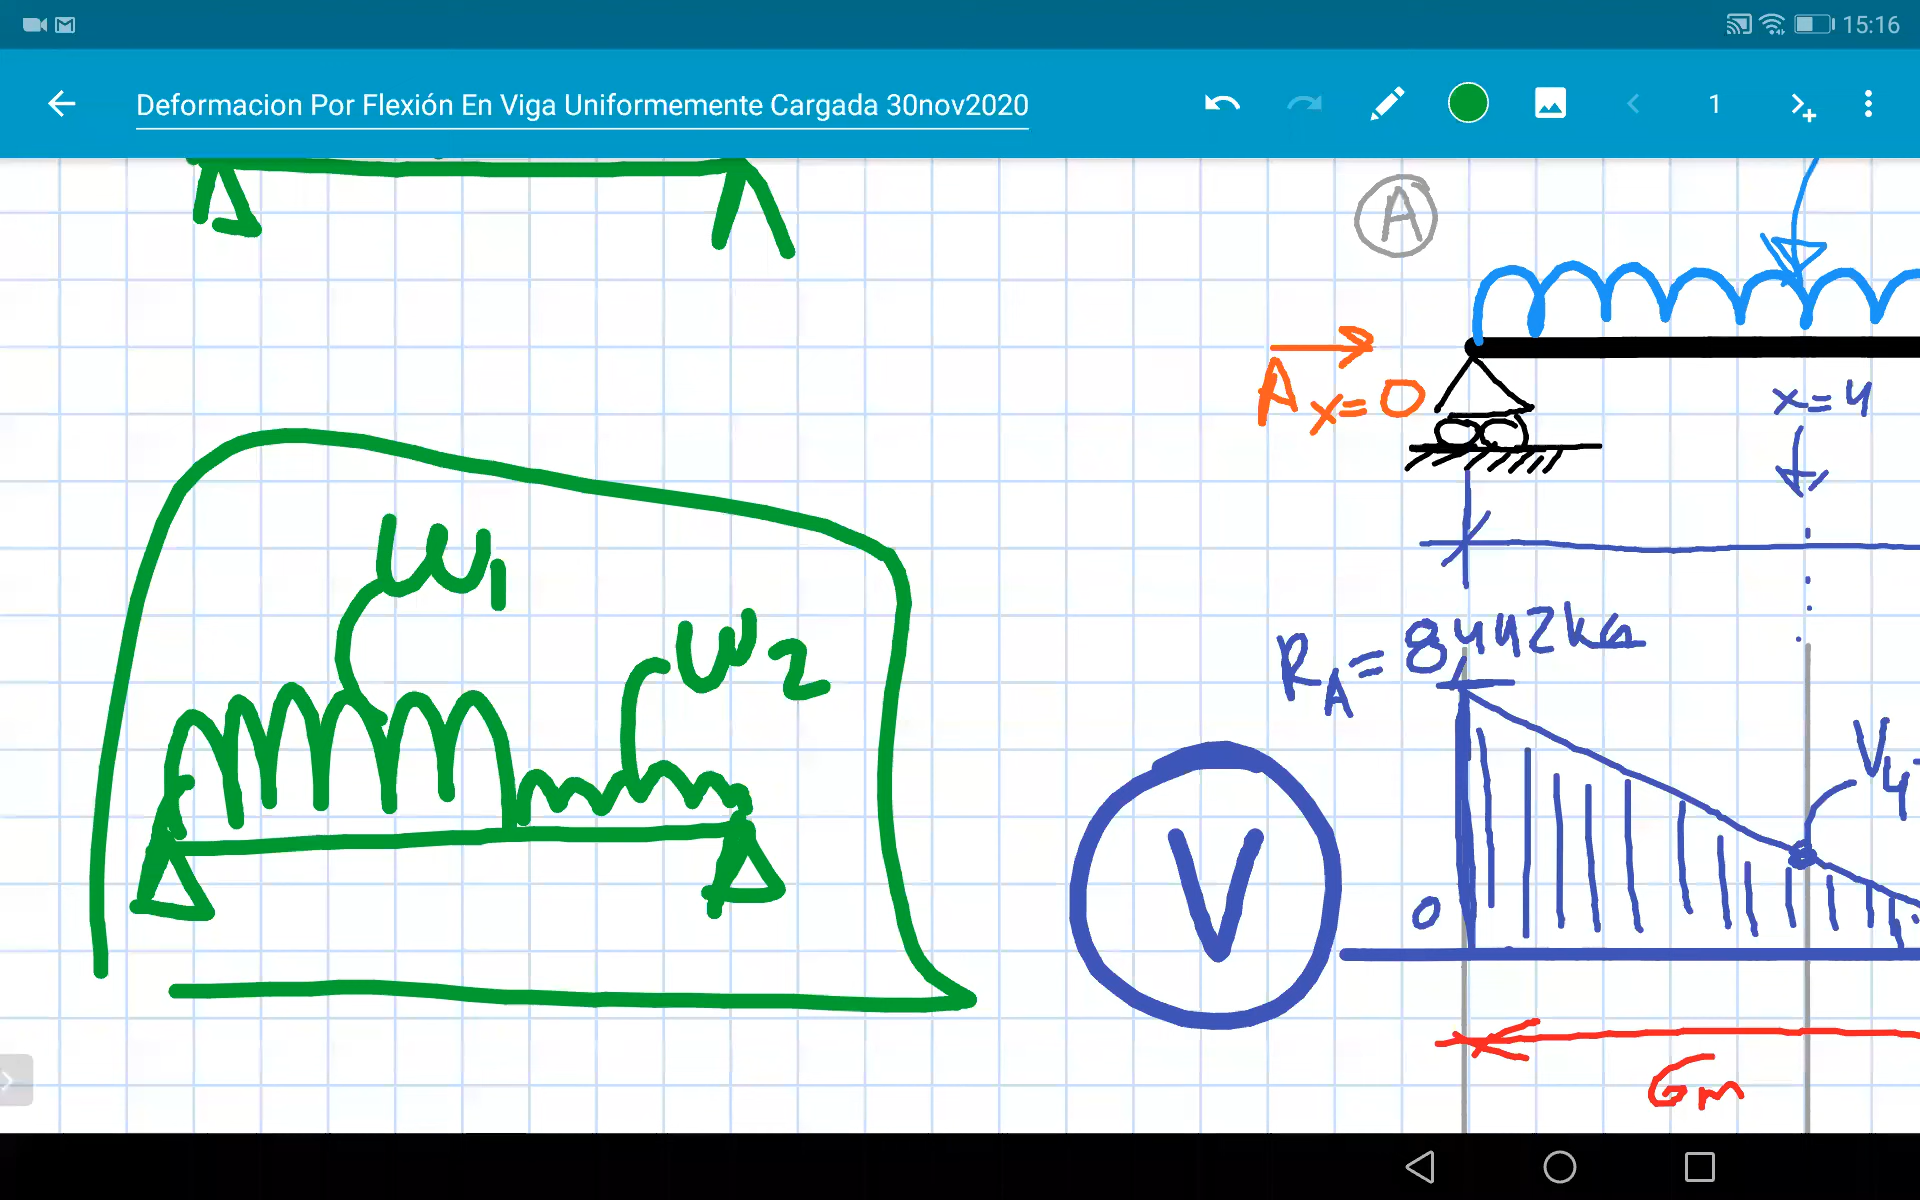 15:16
Deformacion Por Flexión En Viga Uniformemente Cargada 30nov2020
1
A
Ax=0
x=4
W1
W2
RA=8442kG
V4
V
0
6m